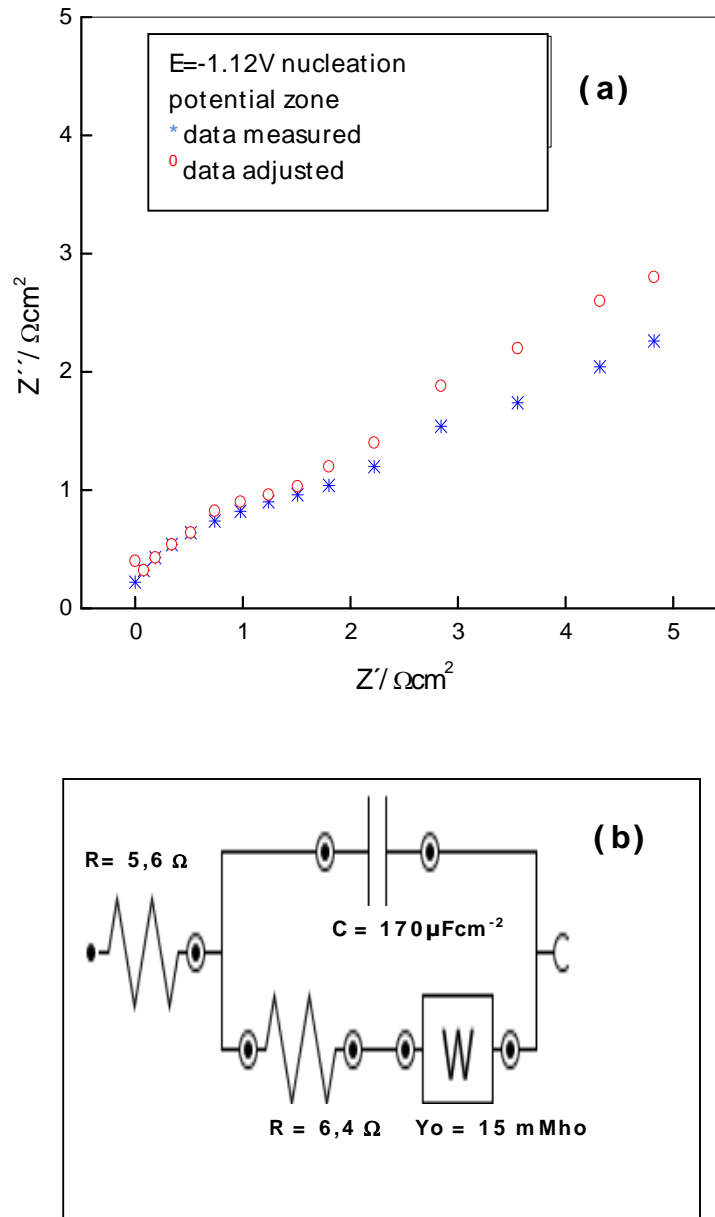 5
E=-1.12V nucleation
potential zone
* data measured
o data adjusted
(a)
4
3
2
1
0
Z´´/ Ωcm²
0 1 2 3 4 5
Z´/ Ωcm²
(b)
R= 5,6 Ω
C = 170µFcm⁻²
W
R = 6,4 Ω Yo = 15 mMho